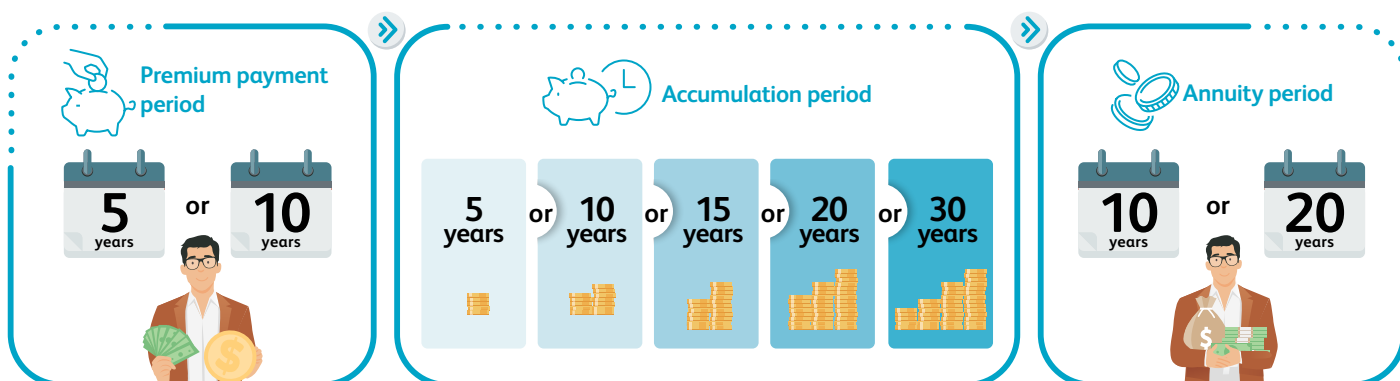 Premium payment
period
5
years
or
10
years
Accumulation period
5
years
or
10
years
or
15
years
or
20
years
or
30
years
Annuity period
10
years
or
20
years
$
$